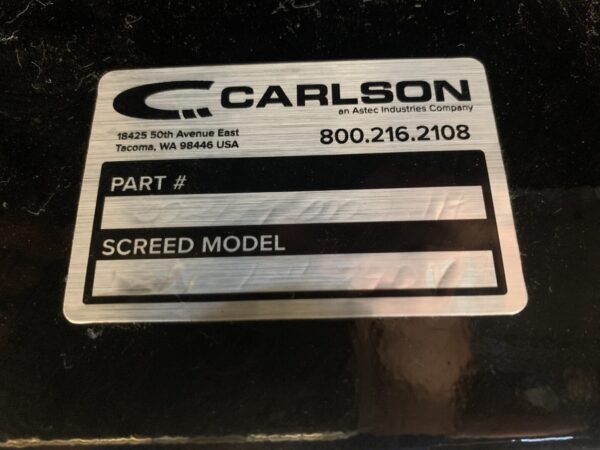 CARLSON
an Astec Industries Company
18425 50th Avenue East
Tacoma, WA 98446 USA
800.216.2108
PART #
SCREED MODEL